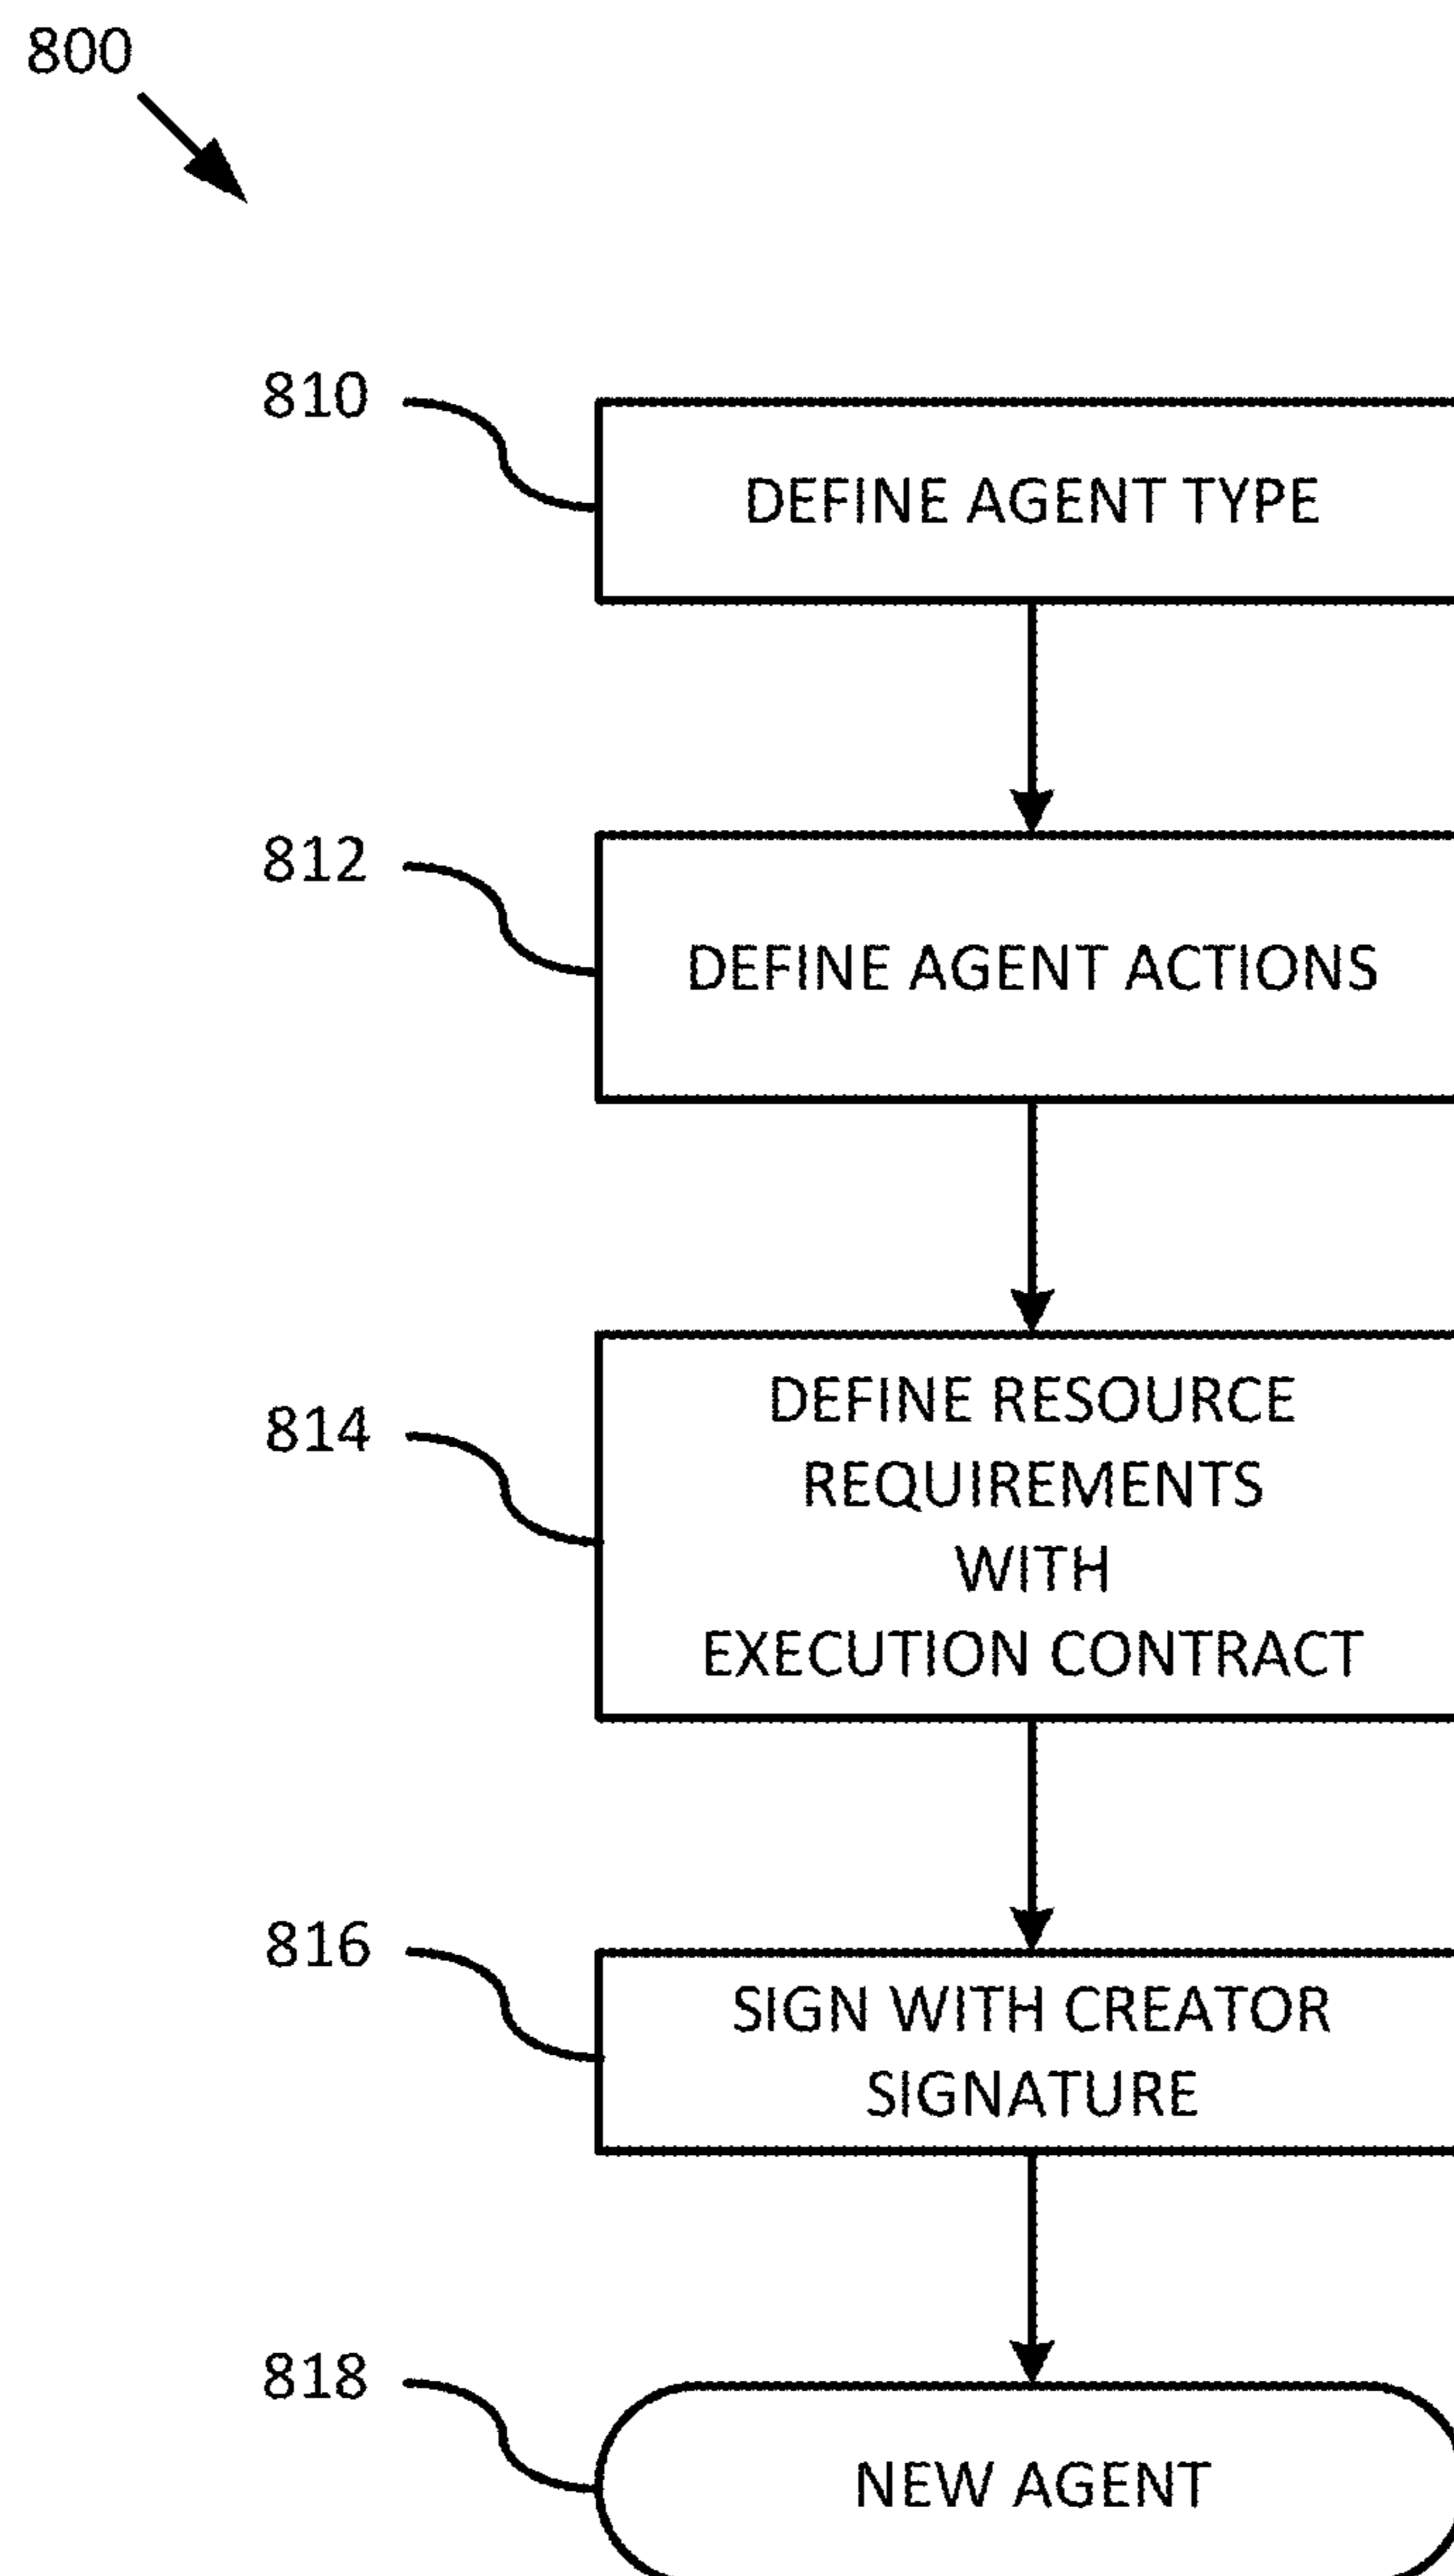 800
810
DEFINE AGENT TYPE
812
DEFINE AGENT ACTIONS
814
DEFINE RESOURCE
REQUIREMENTS
WITH
EXECUTION CONTRACT
816
SIGN WITH CREATOR
SIGNATURE
818
NEW AGENT